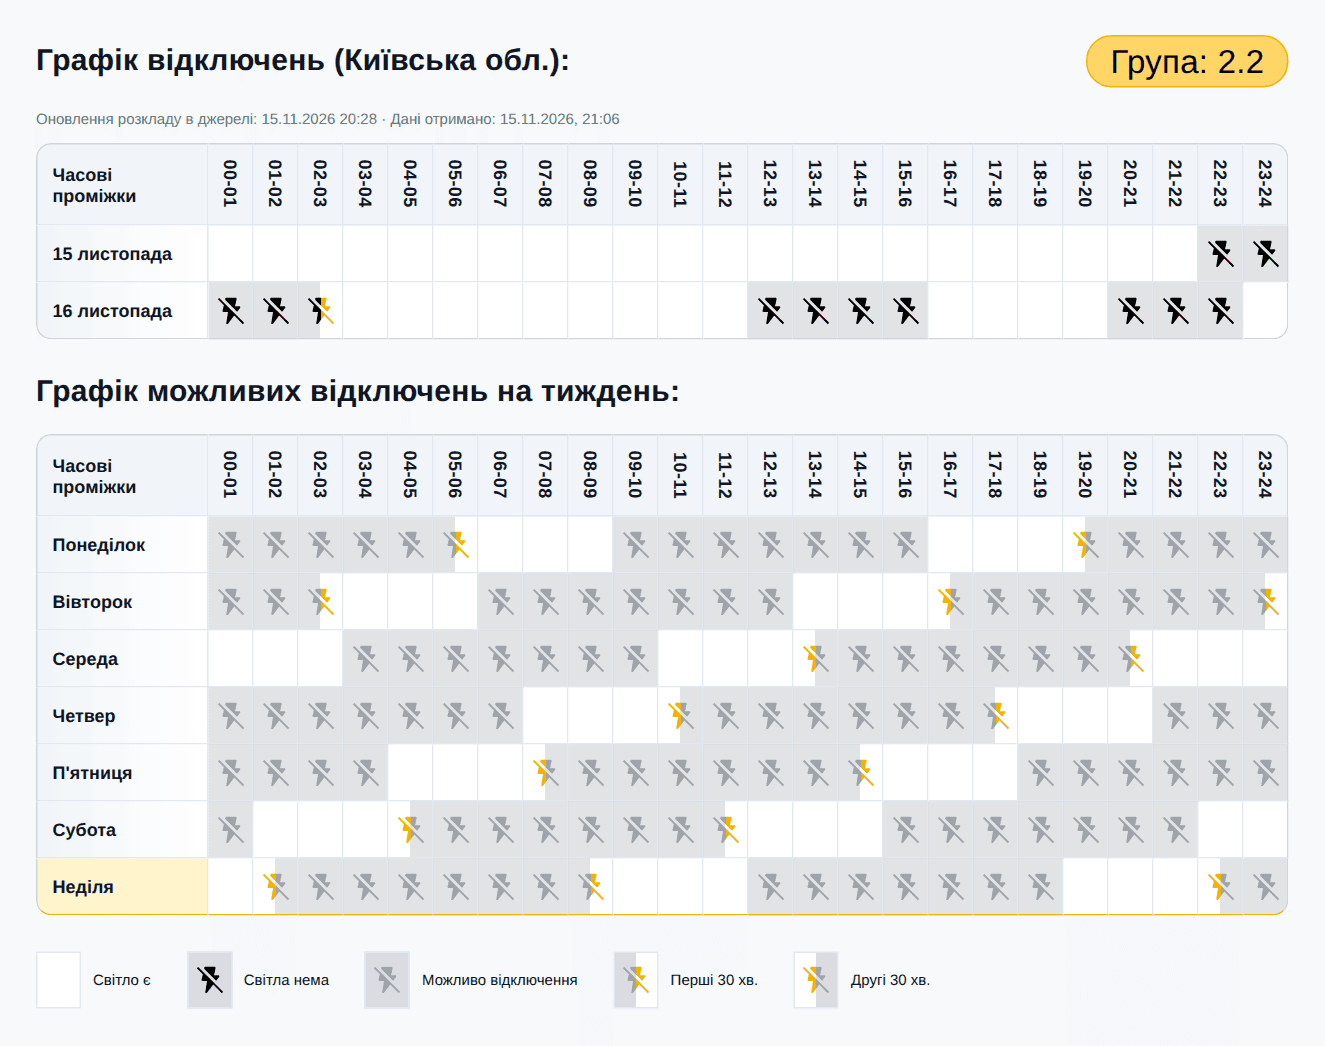 Графік відключень (Київська обл.):
Група: 2.2
Оновлення розкладу в джерелі: 15.11.2026 20:28 · Дані отримано: 15.11.2026, 21:06
Часові
проміжки
00-01 01-02 02-03 03-04 04-05 05-06 06-07 07-08 08-09 09-10 10-11 11-12 12-13 13-14 14-15 15-16 16-17 17-18 18-19 19-20 20-21 21-22 22-23 23-24
15 листопада
16 листопада
Графік можливих відключень на тиждень:
Часові
проміжки
00-01 01-02 02-03 03-04 04-05 05-06 06-07 07-08 08-09 09-10 10-11 11-12 12-13 13-14 14-15 15-16 16-17 17-18 18-19 19-20 20-21 21-22 22-23 23-24
Понеділок
Вівторок
Середа
Четвер
П'ятниця
Субота
Неділя
Світло є
Світла нема
Можливо відключення
Перші 30 хв.
Другі 30 хв.